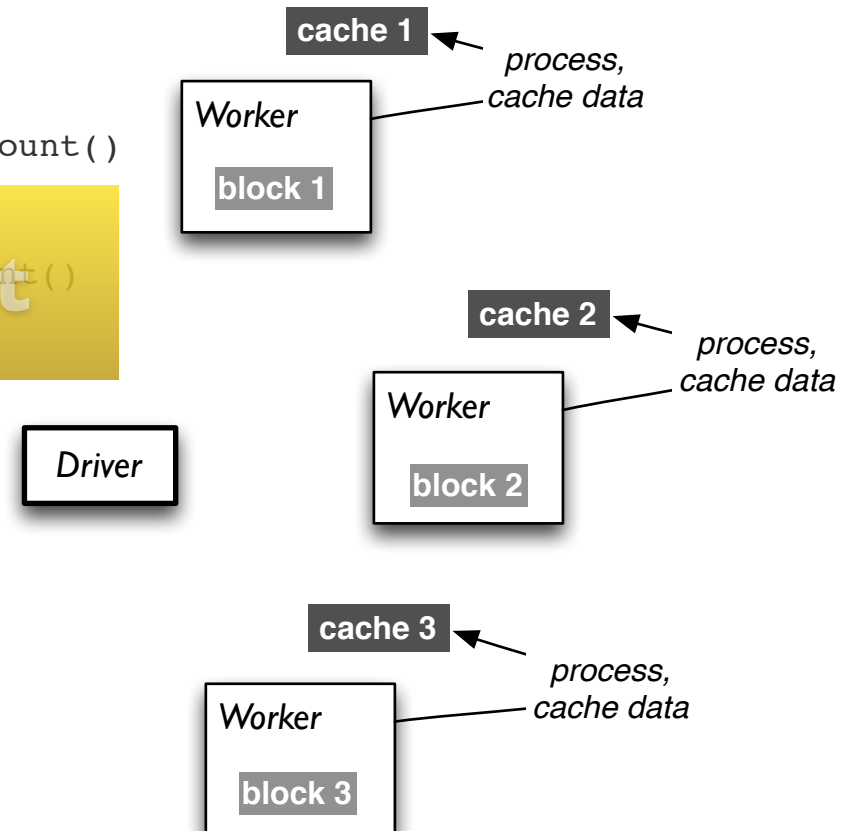 cache 1
process,
cache data
Worker
ount()
block 1
nt()
cache 2
process,
cache data
Worker
Driver
block 2
cache 3
process,
cache data
Worker
block 3